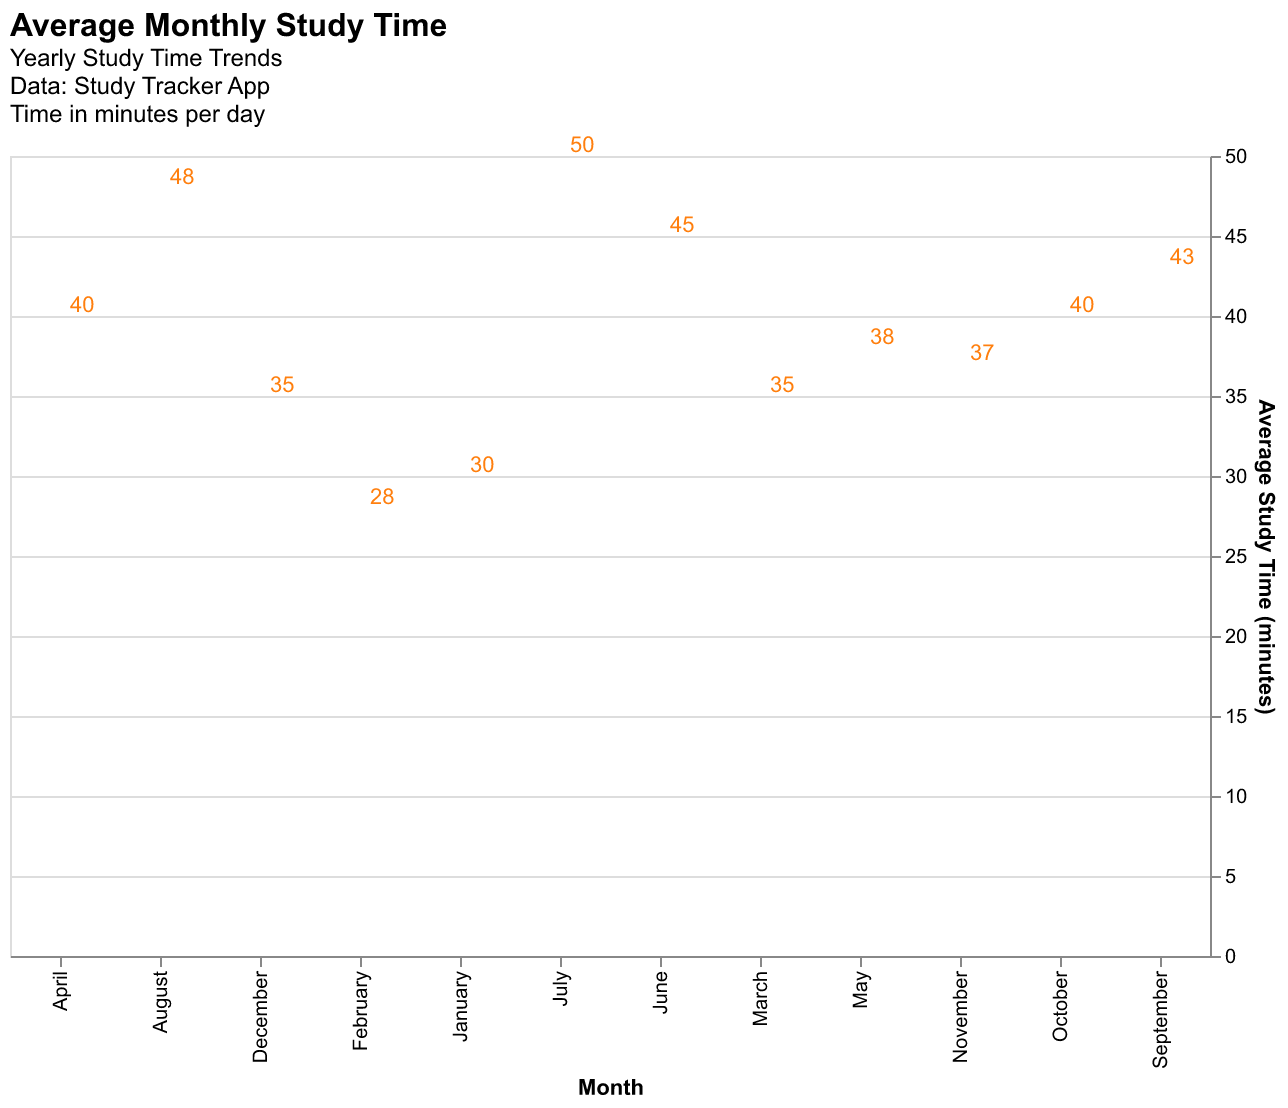 Average Monthly Study Time
Yearly Study Time Trends
Data: Study Tracker App
Time in minutes per day
50
48
45
43
40
40
38
37
35
35
30
28
50
45
40
35
30
25
20
15
10
5
0
Average Study Time (minutes)
April
August
December
February
January
July
June
March
May
November
October
September
Month